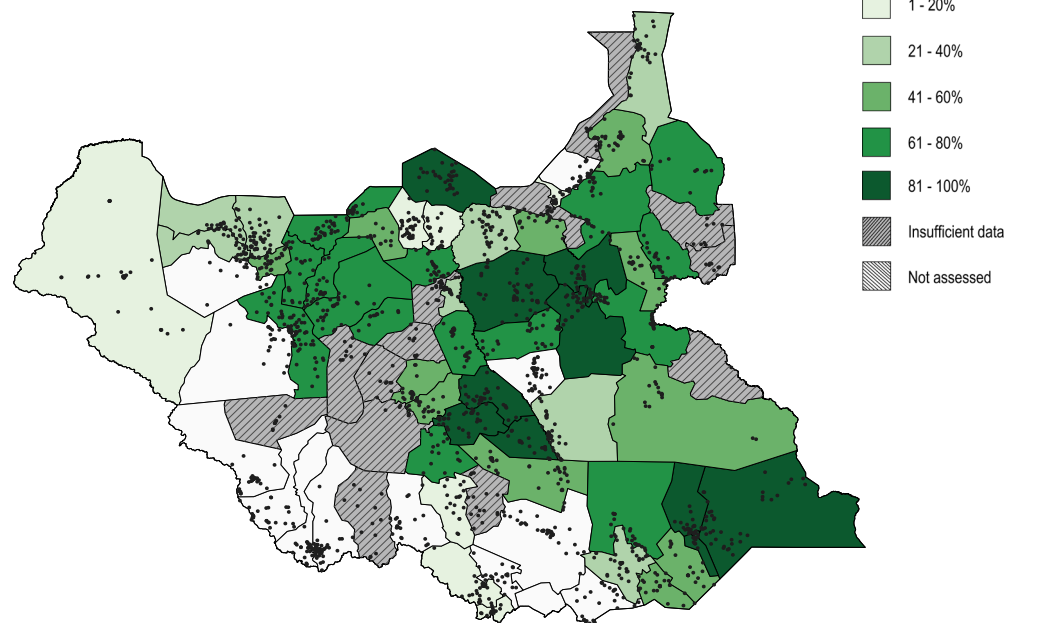 1 - 20%
21 - 40%
41 - 60%
61 - 80%
81 - 100%
Insufficient data
Not assessed